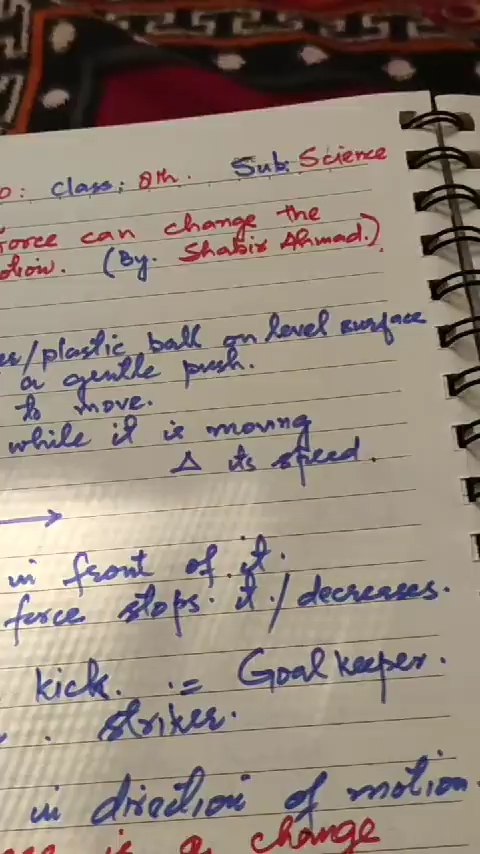 : Class: 8th. Sub: Science
Force can change the
(By. Shabir Ahmad.)
/plastic ball on level surface
a gentle push.
to move.
while it is moving
Δ its speed.
in front of it.
force stops it./decreases.
kick. := Goalkeeper.
. striker.
in direction of motion.
is a change